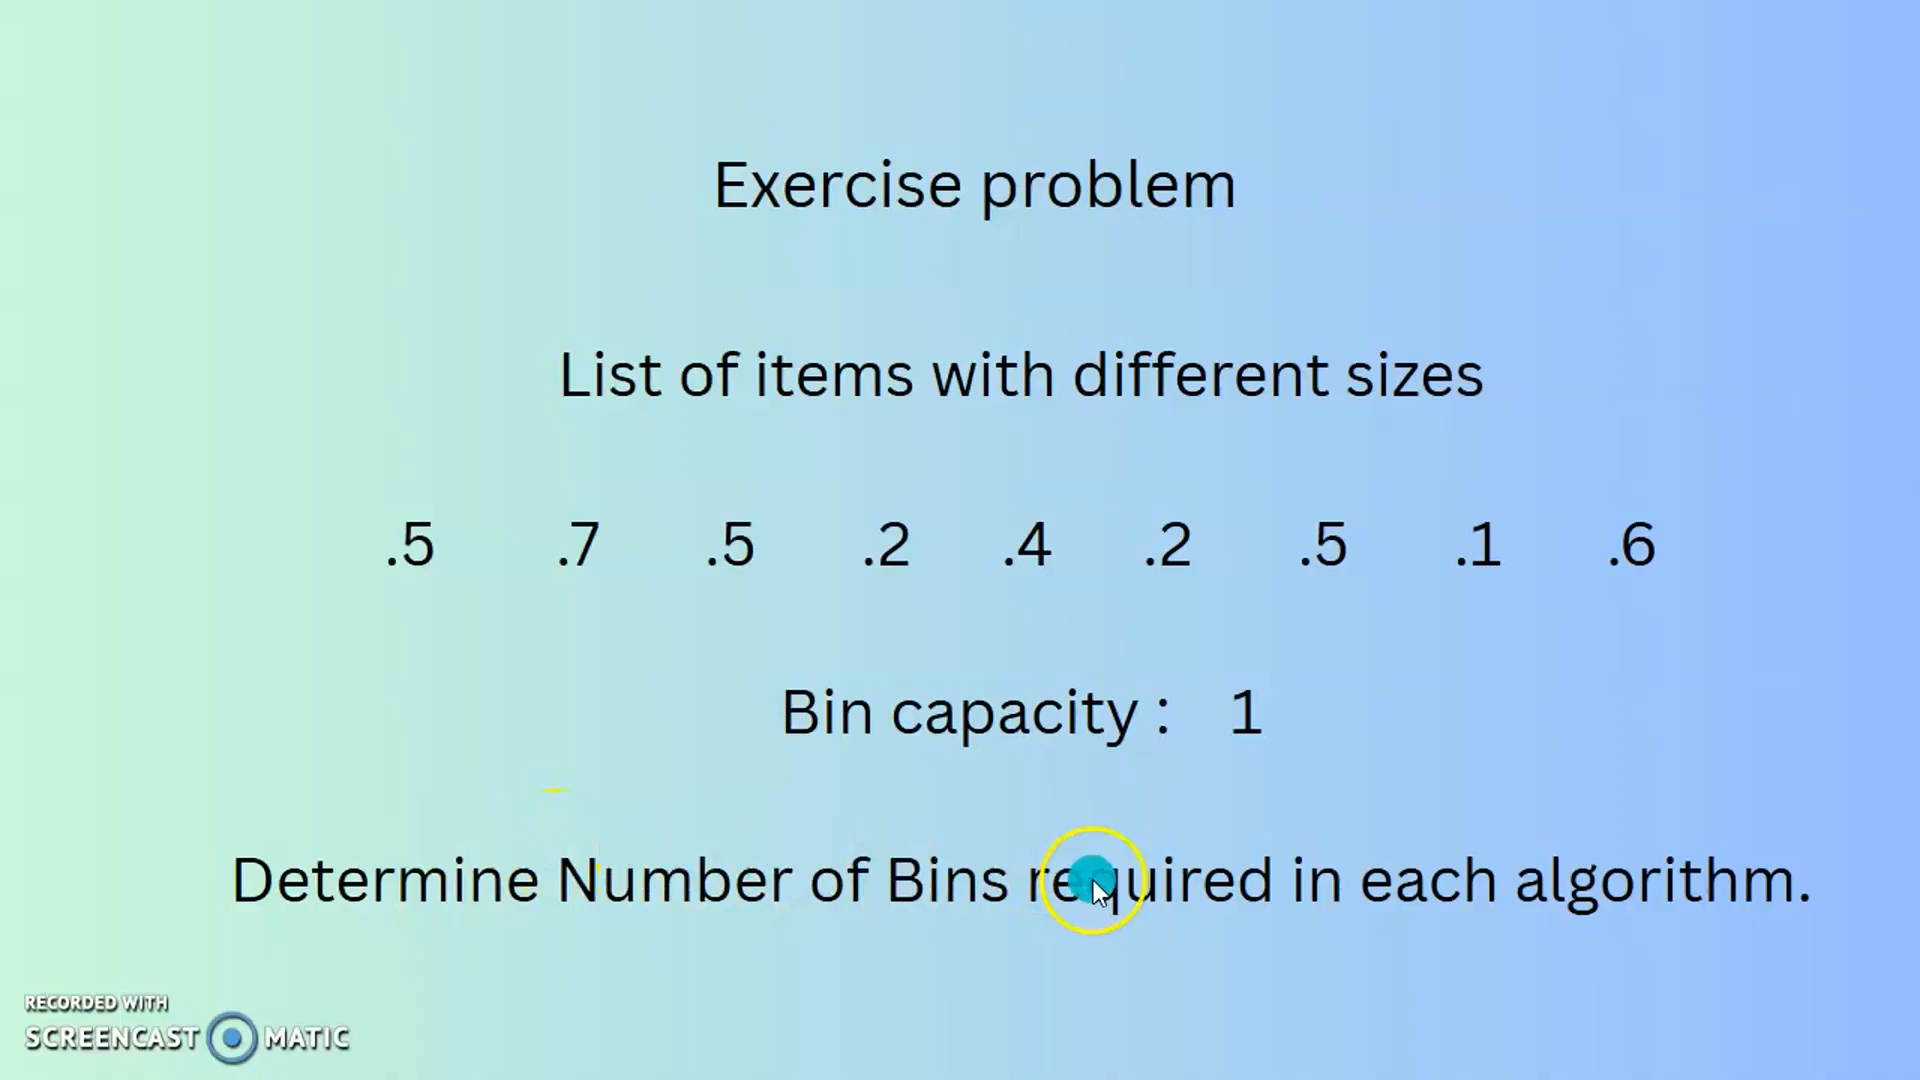 Exercise problem
List of items with different sizes
.5 .7 .5 .2 .4 .2 .5 .1 .6
Bin capacity : 1
Determine Number of Bins required in each algorithm.
RECORDED WITH
SCREENCAST MATIC